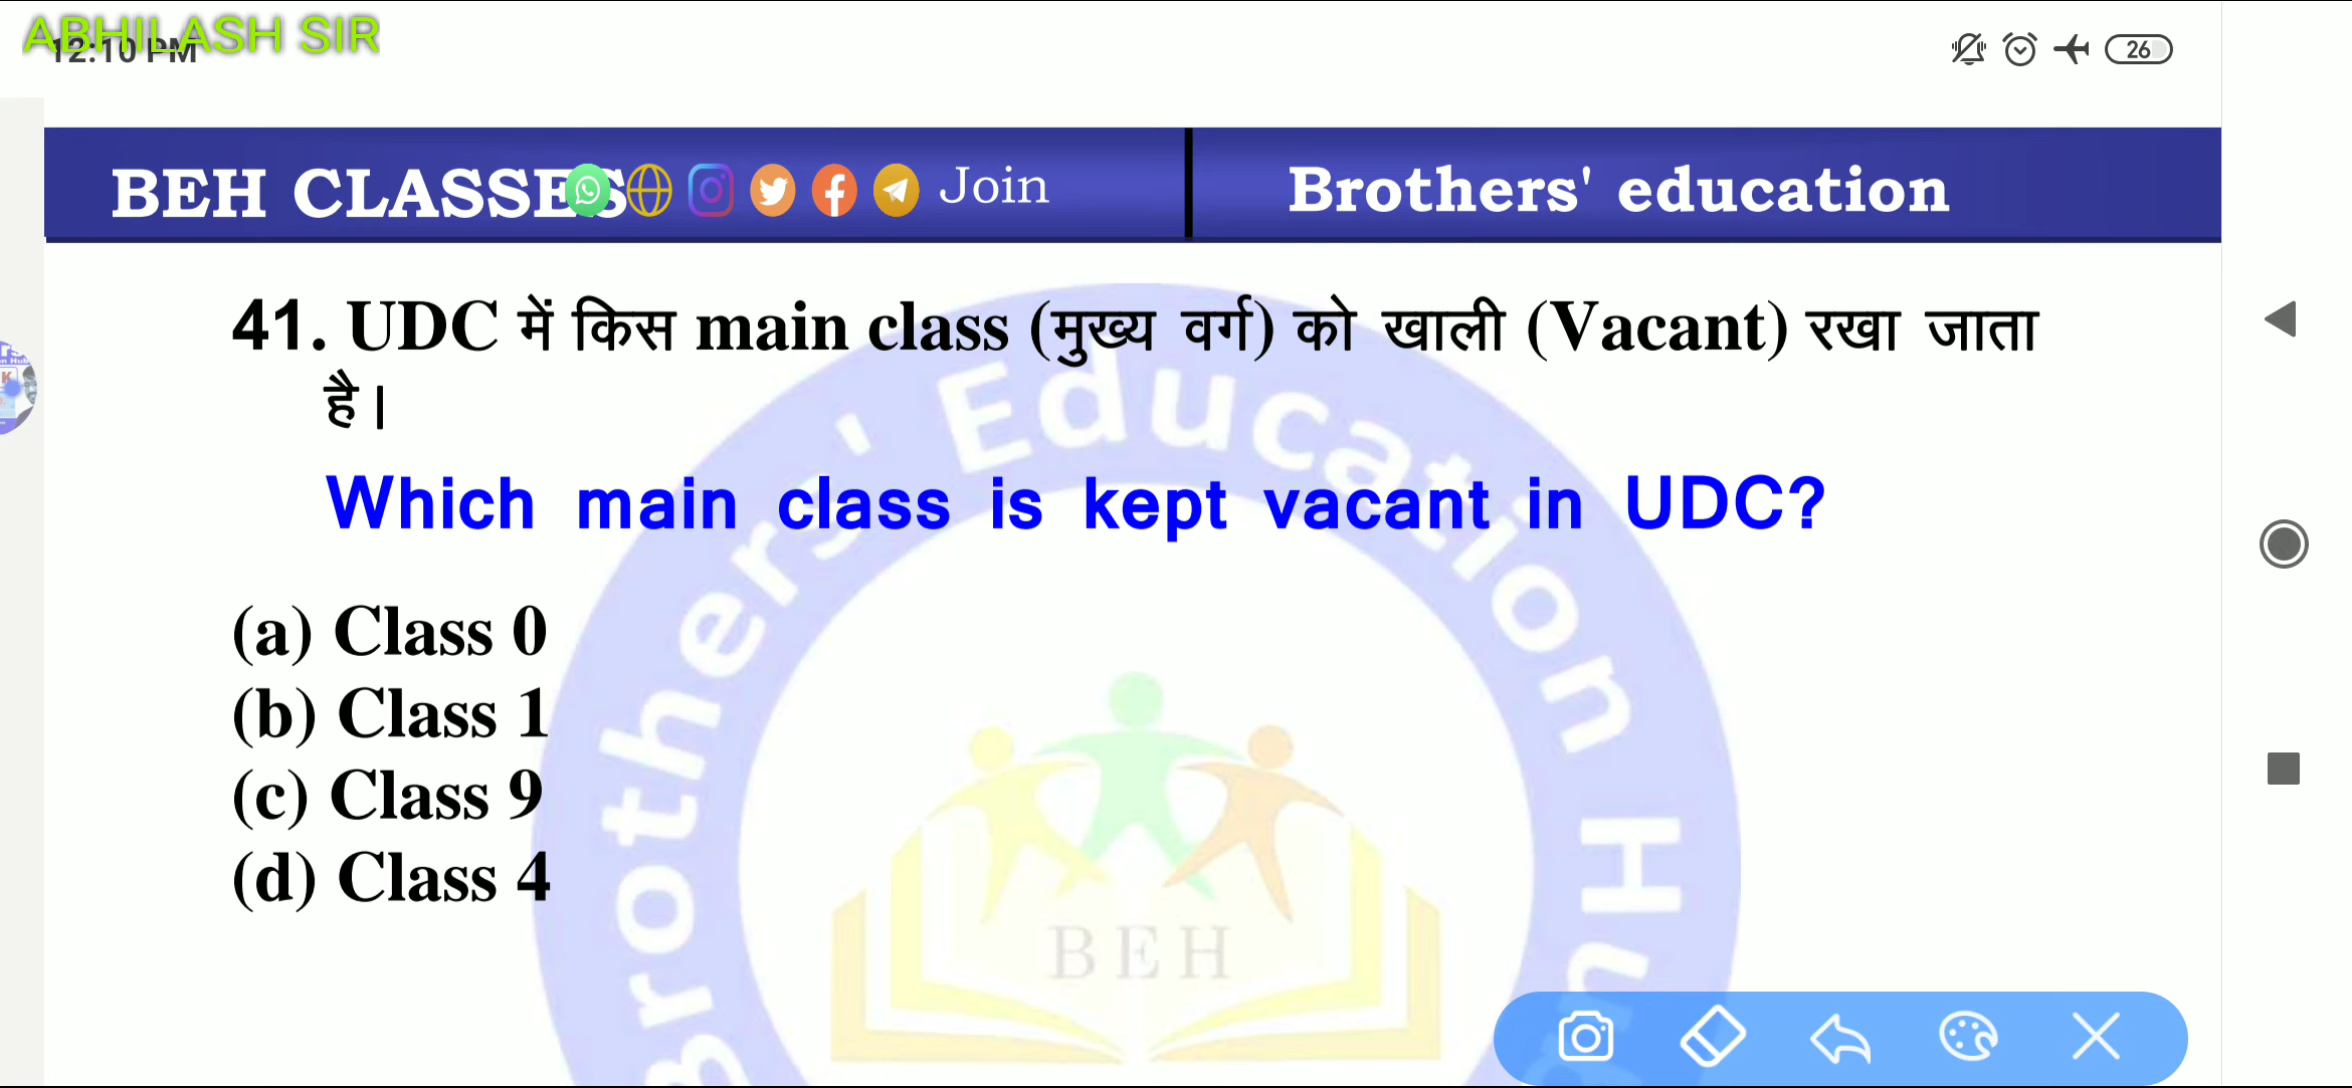 ABHILASH SIR
12:10 PM
26
BEH CLASSES Join
Brothers' education
41. UDC में किस main class (मुख्य वर्ग) को खाली (Vacant) रखा जाता
है |
Which main class is kept vacant in UDC?
(a) Class 0
(b) Class 1
(c) Class 9
(d) Class 4
Brothers' Education Hub
BEH